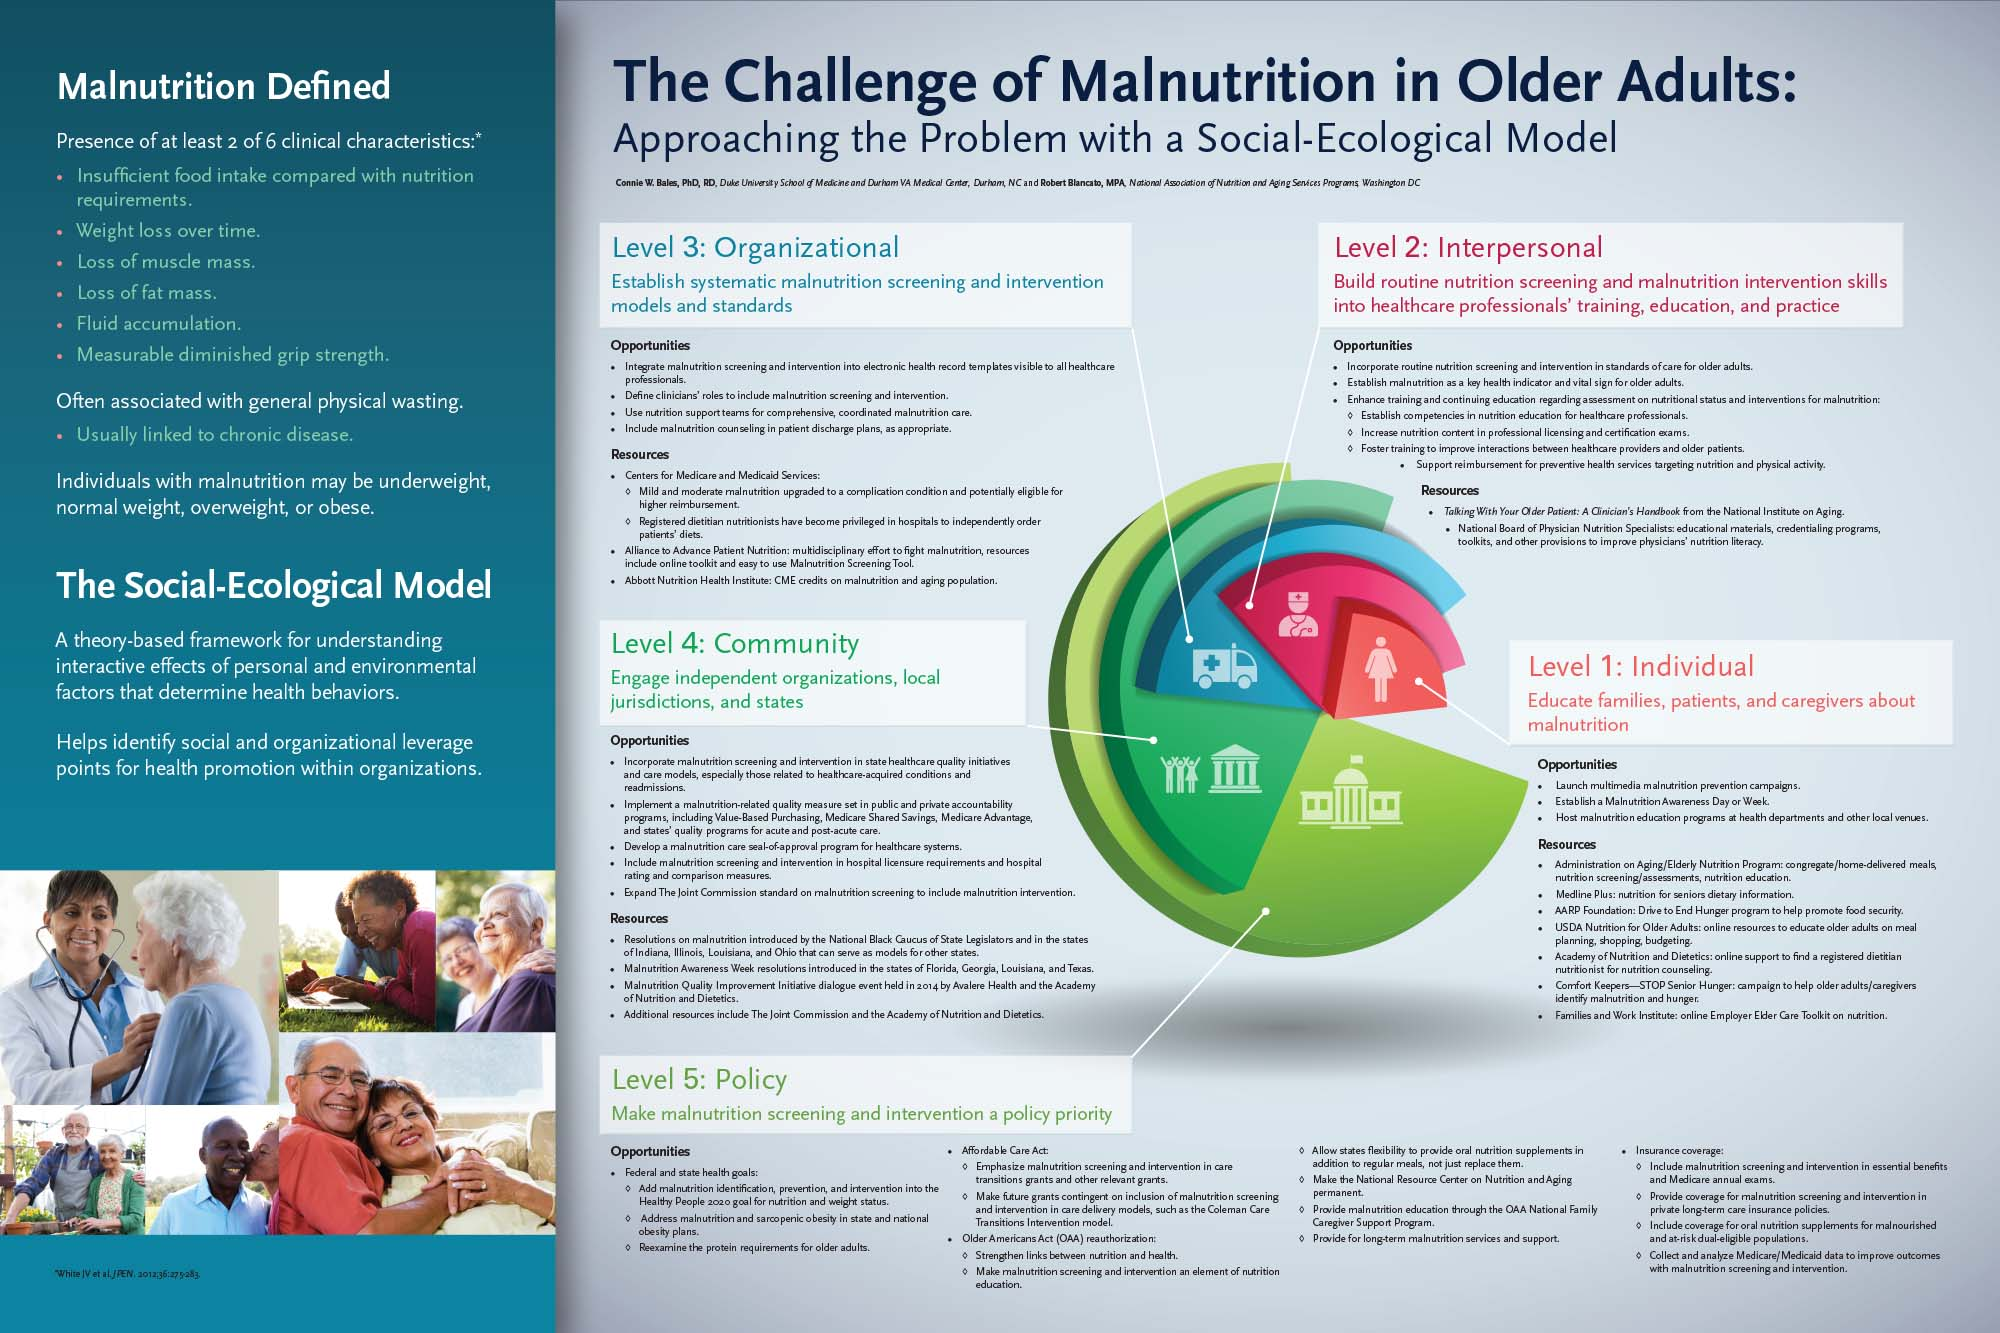 Malnutrition Defined
Presence of at least 2 of 6 clinical characteristics:*
• Insufficient food intake compared with nutrition
requirements.
• Weight loss over time.
• Loss of muscle mass.
• Loss of fat mass.
• Fluid accumulation.
• Measurable diminished grip strength.
Often associated with general physical wasting.
• Usually linked to chronic disease.
Individuals with malnutrition may be underweight,
normal weight, overweight, or obese.
The Social-Ecological Model
A theory-based framework for understanding
interactive effects of personal and environmental
factors that determine health behaviors.
Helps identify social and organizational leverage
points for health promotion within organizations.
*White JV et al. JPEN. 2012;36:275-283.
The Challenge of Malnutrition in Older Adults:
Approaching the Problem with a Social-Ecological Model
Connie W. Bales, PhD, RD, Duke University School of Medicine and Durham VA Medical Center, Durham, NC and Robert Blancato, MPA, National Association of Nutrition and Aging Services Programs, Washington DC
Level 3: Organizational
Establish systematic malnutrition screening and intervention
models and standards
Opportunities
• Integrate malnutrition screening and intervention into electronic health record templates visible to all healthcare
professionals.
• Define clinicians' roles to include malnutrition screening and intervention.
• Use nutrition support teams for comprehensive, coordinated malnutrition care.
• Include malnutrition counseling in patient discharge plans, as appropriate.
Resources
• Centers for Medicare and Medicaid Services:
◊ Mild and moderate malnutrition upgraded to a complication condition and potentially eligible for
higher reimbursement.
◊ Registered dietitian nutritionists have become privileged in hospitals to independently order
patients' diets.
• Alliance to Advance Patient Nutrition: multidisciplinary effort to fight malnutrition, resources
include online toolkit and easy to use Malnutrition Screening Tool.
• Abbott Nutrition Health Institute: CME credits on malnutrition and aging population.
Level 2: Interpersonal
Build routine nutrition screening and malnutrition intervention skills
into healthcare professionals' training, education, and practice
Opportunities
• Incorporate routine nutrition screening and intervention in standards of care for older adults.
• Establish malnutrition as a key health indicator and vital sign for older adults.
• Enhance training and continuing education regarding assessment on nutritional status and interventions for malnutrition:
◊ Establish competencies in nutrition education for healthcare professionals.
◊ Increase nutrition content in professional licensing and certification exams.
◊ Foster training to improve interactions between healthcare providers and older patients.
• Support reimbursement for preventive health services targeting nutrition and physical activity.
Resources
• Talking With Your Older Patient: A Clinician's Handbook from the National Institute on Aging.
• National Board of Physician Nutrition Specialists: educational materials, credentialing programs,
toolkits, and other provisions to improve physicians' nutrition literacy.
Level 4: Community
Engage independent organizations, local
jurisdictions, and states
Opportunities
• Incorporate malnutrition screening and intervention in state healthcare quality initiatives
and care models, especially those related to healthcare-acquired conditions and
readmissions.
• Implement a malnutrition-related quality measure set in public and private accountability
programs, including Value-Based Purchasing, Medicare Shared Savings, Medicare Advantage,
and states' quality programs for acute and post-acute care.
• Develop a malnutrition care seal-of-approval program for healthcare systems.
• Include malnutrition screening and intervention in hospital licensure requirements and hospital
rating and comparison measures.
• Expand The Joint Commission standard on malnutrition screening to include malnutrition intervention.
Resources
• Resolutions on malnutrition introduced by the National Black Caucus of State Legislators and in the states
of Indiana, Illinois, Louisiana, and Ohio that can serve as models for other states.
• Malnutrition Awareness Week resolutions introduced in the states of Florida, Georgia, Louisiana, and Texas.
• Malnutrition Quality Improvement Initiative dialogue event held in 2014 by Avalere Health and the Academy
of Nutrition and Dietetics.
• Additional resources include The Joint Commission and the Academy of Nutrition and Dietetics.
Level 1: Individual
Educate families, patients, and caregivers about
malnutrition
Opportunities
• Launch multimedia malnutrition prevention campaigns.
• Establish a Malnutrition Awareness Day or Week.
• Host malnutrition education programs at health departments and other local venues.
Resources
• Administration on Aging/Elderly Nutrition Program: congregate/home-delivered meals,
nutrition screening/assessments, nutrition education.
• Medline Plus: nutrition for seniors dietary information.
• AARP Foundation: Drive to End Hunger program to help promote food security.
• USDA Nutrition for Older Adults: online resources to educate older adults on meal
planning, shopping, budgeting.
• Academy of Nutrition and Dietetics: online support to find a registered dietitian
nutritionist for nutrition counseling.
• Comfort Keepers—STOP Senior Hunger: campaign to help older adults/caregivers
identify malnutrition and hunger.
• Families and Work Institute: online Employer Elder Care Toolkit on nutrition.
Level 5: Policy
Make malnutrition screening and intervention a policy priority
Opportunities
• Federal and state health goals:
◊ Add malnutrition identification, prevention, and intervention into the
Healthy People 2020 goal for nutrition and weight status.
◊ Address malnutrition and sarcopenic obesity in state and national
obesity plans.
◊ Reexamine the protein requirements for older adults.
• Affordable Care Act:
◊ Emphasize malnutrition screening and intervention in care
transitions grants and other relevant grants.
◊ Make future grants contingent on inclusion of malnutrition screening
and intervention in care delivery models, such as the Coleman Care
Transitions Intervention model.
• Older Americans Act (OAA) reauthorization:
◊ Strengthen links between nutrition and health.
◊ Make malnutrition screening and intervention an element of nutrition
education.
◊ Allow states flexibility to provide oral nutrition supplements in
addition to regular meals, not just replace them.
◊ Make the National Resource Center on Nutrition and Aging
permanent.
◊ Provide malnutrition education through the OAA National Family
Caregiver Support Program.
◊ Provide for long-term malnutrition services and support.
• Insurance coverage:
◊ Include malnutrition screening and intervention in essential benefits
and Medicare annual exams.
◊ Provide coverage for malnutrition screening and intervention in
private long-term care insurance policies.
◊ Include coverage for oral nutrition supplements for malnourished
and at-risk dual-eligible populations.
◊ Collect and analyze Medicare/Medicaid data to improve outcomes
with malnutrition screening and intervention.